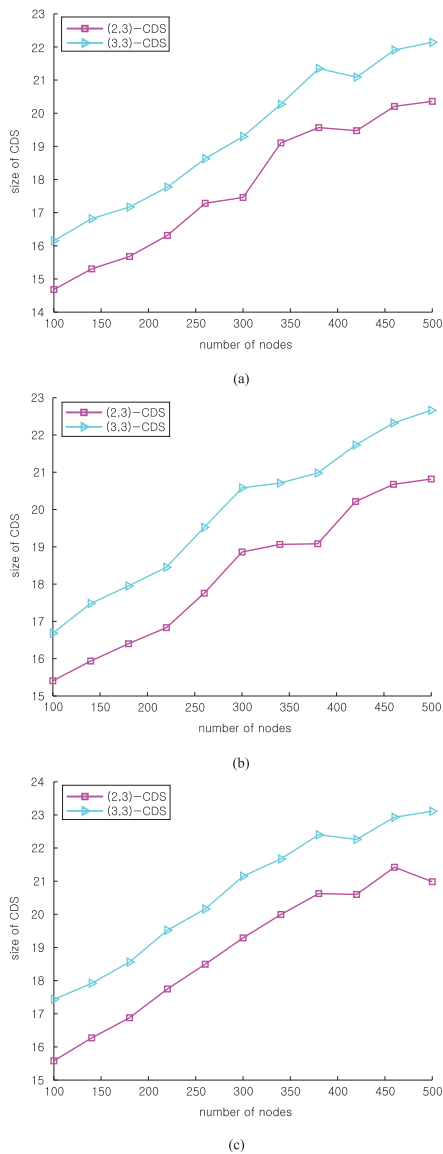 23
22
21
20
19
18
17
16
15
14
size of CDS
(2,3)-CDS
(3,3)-CDS
100 150 200 250 300 350 400 450 500
number of nodes
(a)
23
22
21
20
19
18
17
16
15
size of CDS
(2,3)-CDS
(3,3)-CDS
100 150 200 250 300 350 400 450 500
number of nodes
(b)
24
23
22
21
20
19
18
17
16
15
size of CDS
(2,3)-CDS
(3,3)-CDS
100 150 200 250 300 350 400 450 500
number of nodes
(c)